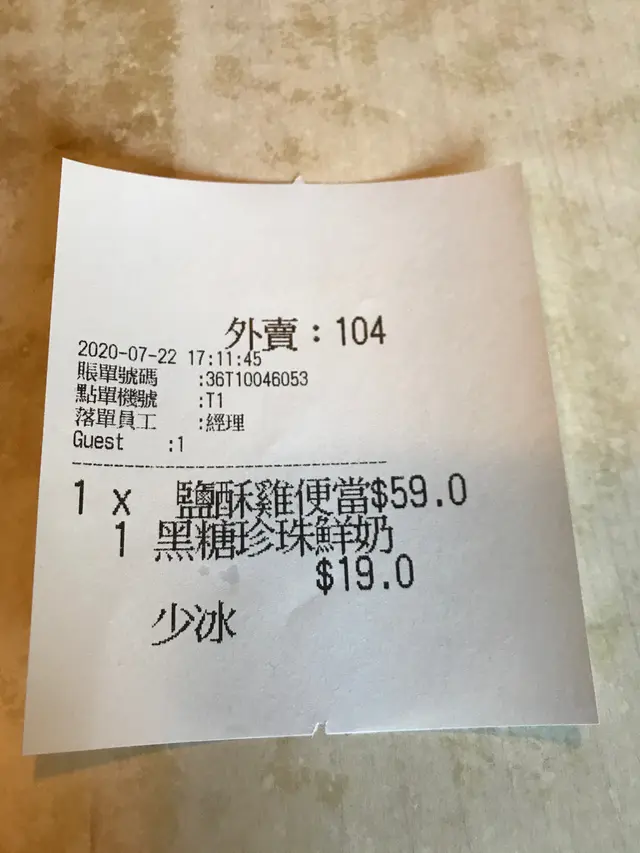 外賣：104
2020-07-22 17:11:45
賬單號碼 :36T10046053
點單機號 :T1
落單員工 :經理
Guest :1
--------------------------------
1 x 鹽酥雞便當$59.0
1 黑糖珍珠鮮奶
$19.0
少冰